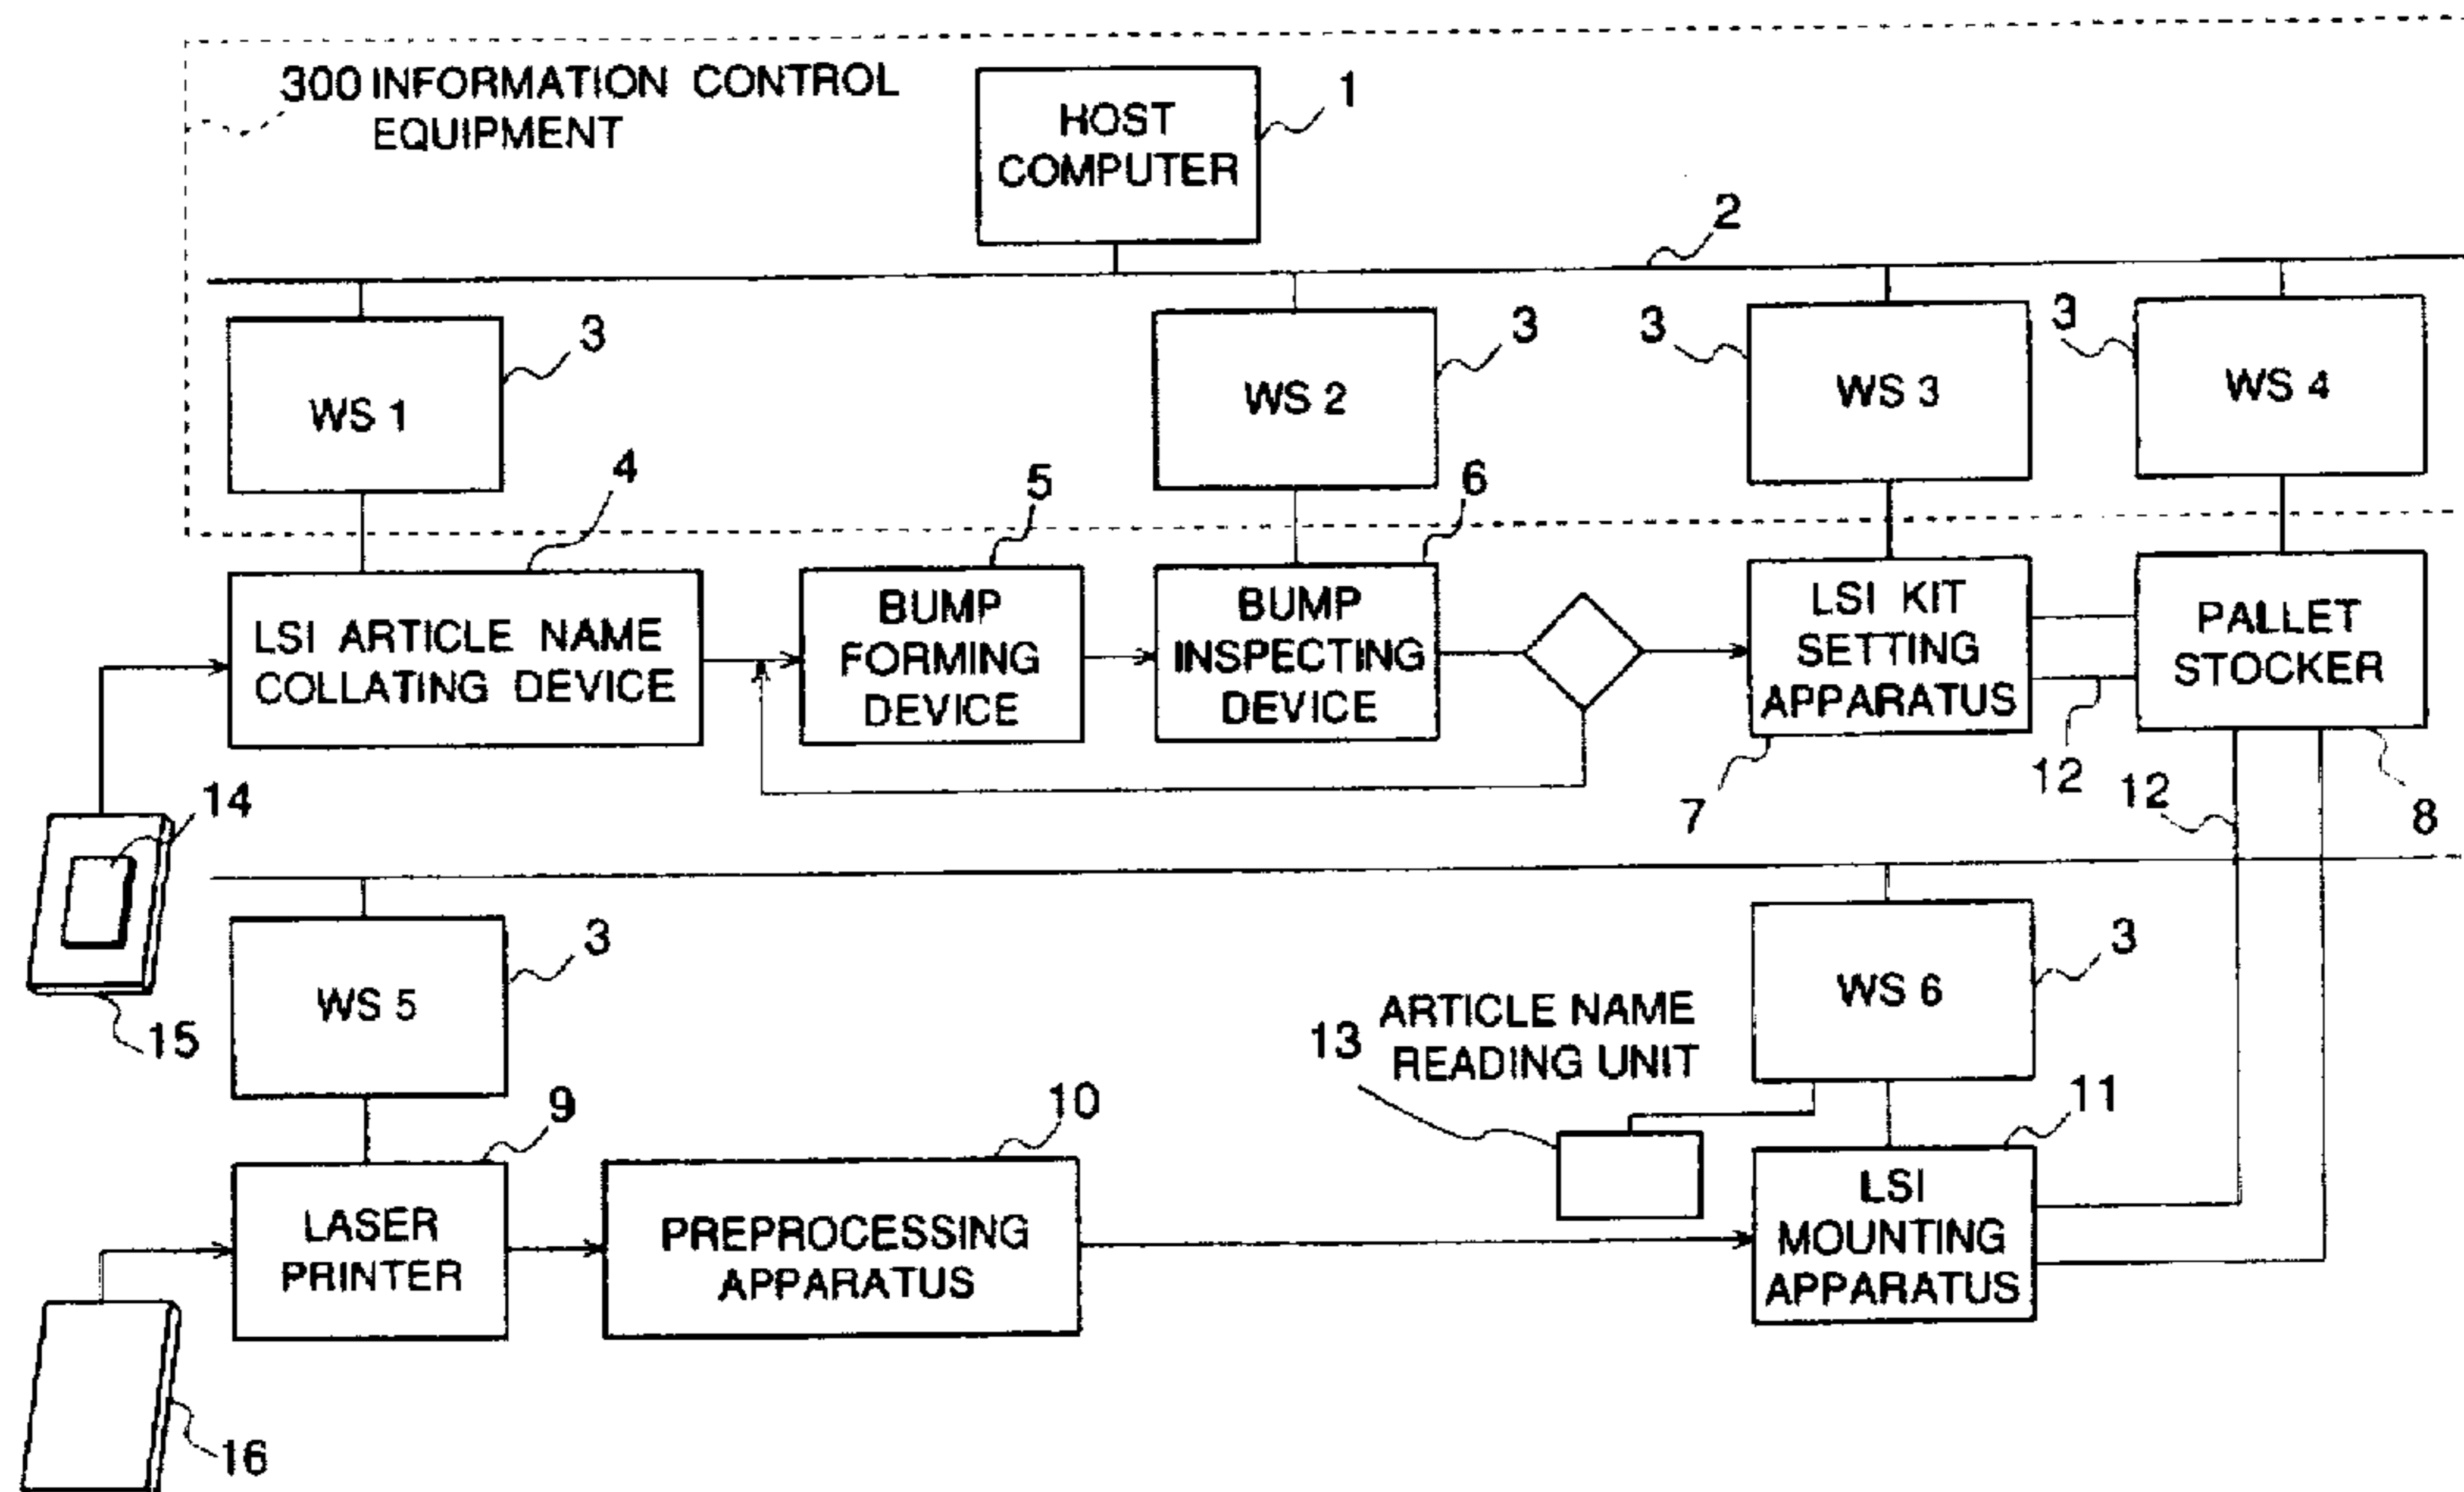 300 INFORMATION CONTROL
EQUIPMENT
HOST
COMPUTER
1
2
WS 1
3
WS 2
3
3
WS 3
3
WS 4
4
5
6
LSI ARTICLE NAME
COLLATING DEVICE
BUMP
FORMING
DEVICE
BUMP
INSPECTING
DEVICE
LSI KIT
SETTING
APPARATUS
PALLET
STOCKER
7
12
12
8
14
15
WS 5
3
13
ARTICLE NAME
READING UNIT
WS 6
3
9
10
11
LASER
PRINTER
PREPROCESSING
APPARATUS
LSI
MOUNTING
APPARATUS
16